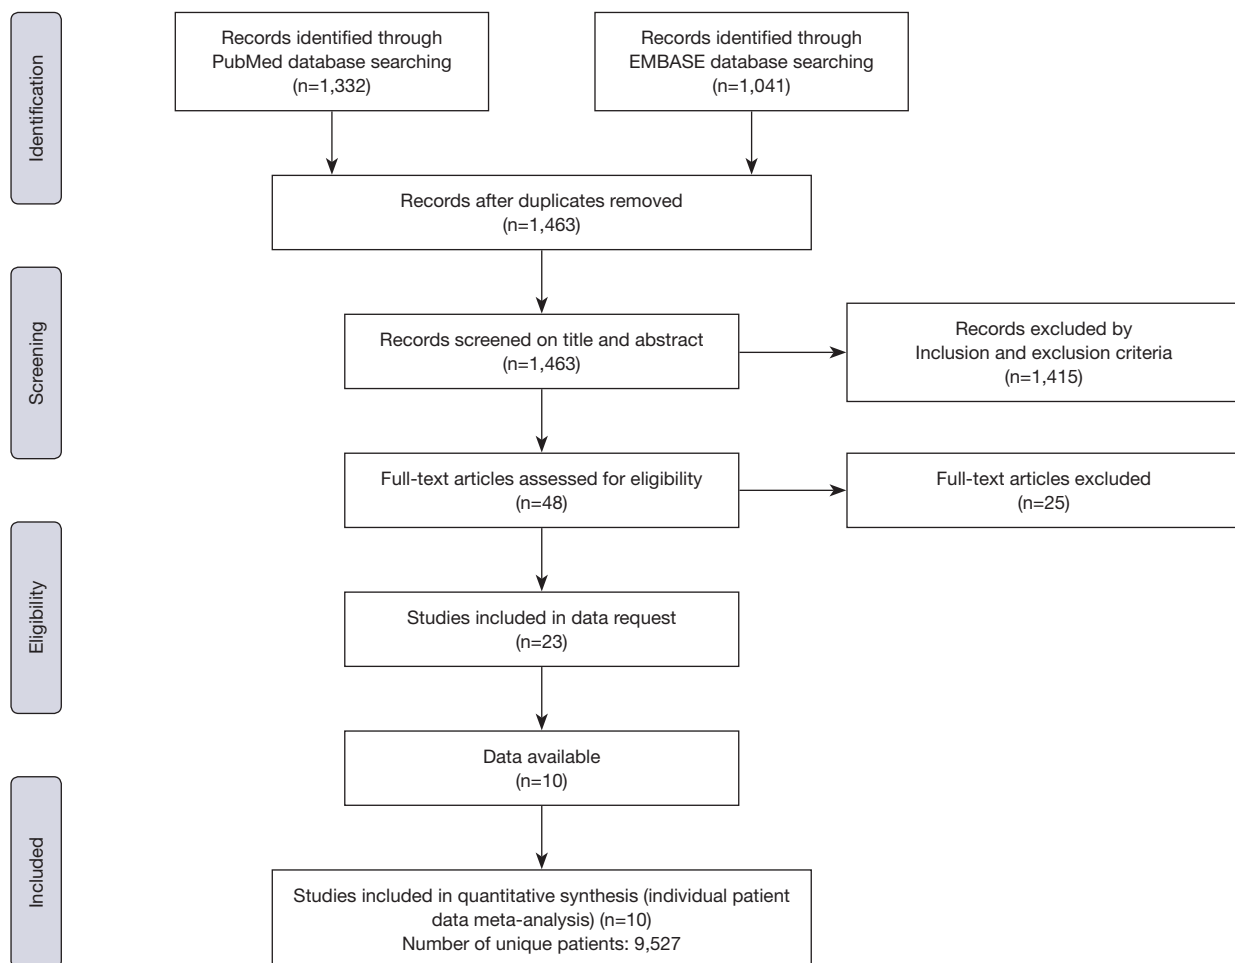 Identification
Records identified through
PubMed database searching
(n=1,332)
Records identified through
EMBASE database searching
(n=1,041)
Records after duplicates removed
(n=1,463)
Screening
Records screened on title and abstract
(n=1,463)
Records excluded by
Inclusion and exclusion criteria
(n=1,415)
Full-text articles assessed for eligibility
(n=48)
Full-text articles excluded
(n=25)
Eligibility
Studies included in data request
(n=23)
Data available
(n=10)
Included
Studies included in quantitative synthesis (individual patient
data meta-analysis) (n=10)
Number of unique patients: 9,527